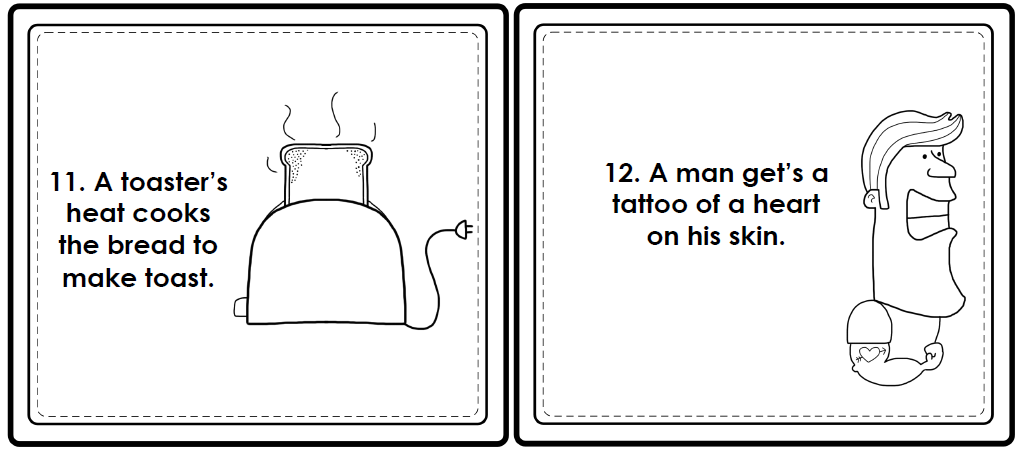 11. A toaster's
heat cooks
the bread to
make toast.
12. A man get's a
tattoo of a heart
on his skin.